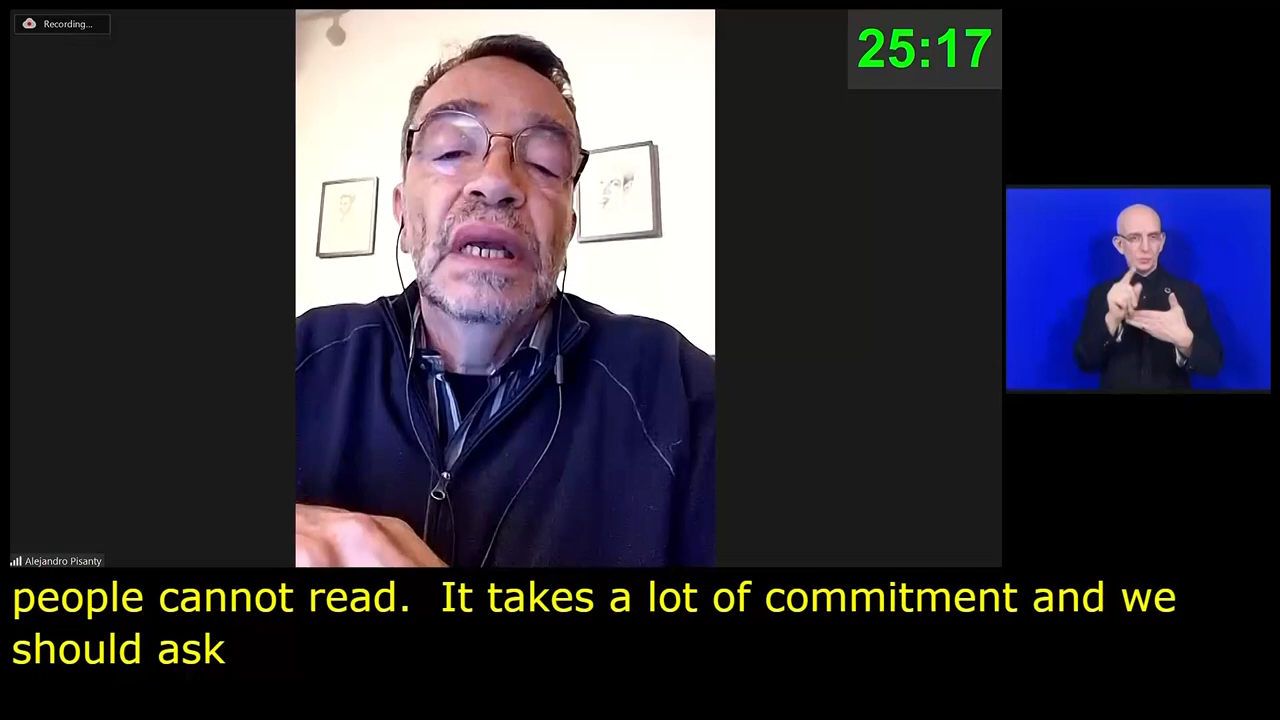 Recording...
25:17
Alejandro Pisanty
people cannot read.  It takes a lot of commitment and we
should ask